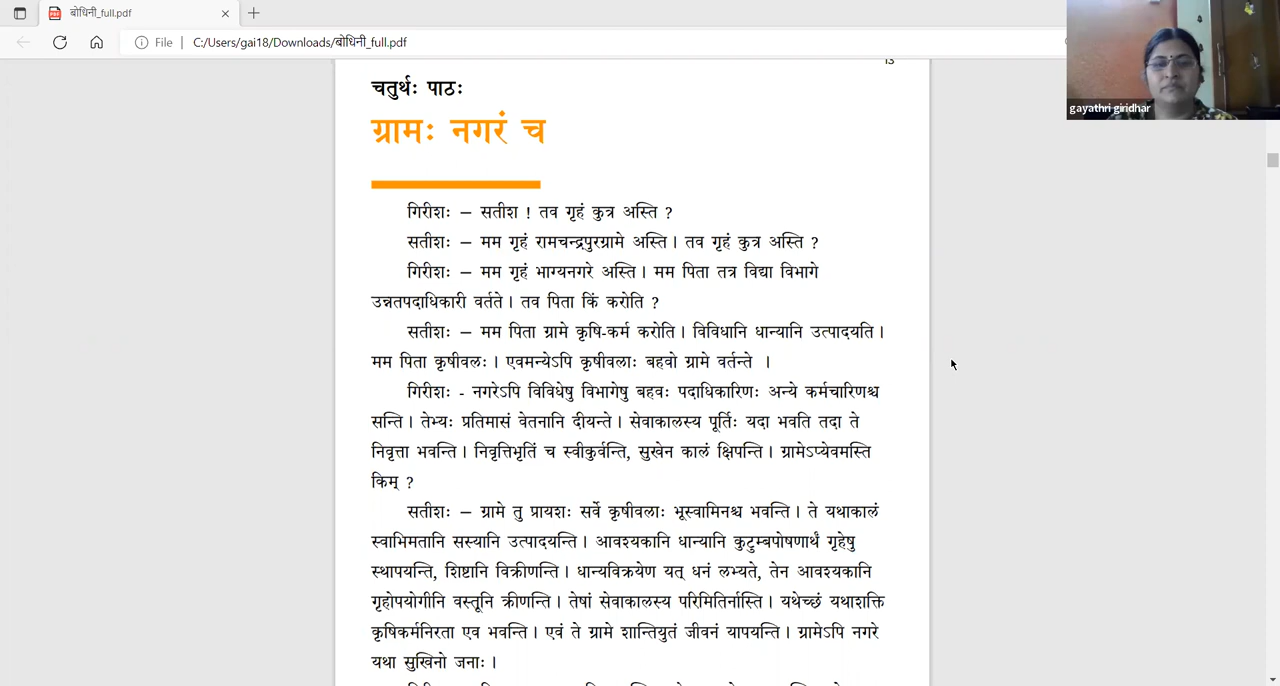 बोधिनी_full.pdf
File | C:/Users/gai18/Downloads/बोधिनी_full.pdf
gayathri giridhar
13
चतुर्थः पाठः
ग्रामः नगरं च
गिरीशः – सतीश ! तव गृहं कुत्र अस्ति ?
सतीशः – मम गृहं रामचन्द्रपुरग्रामे अस्ति । तव गृहं कुत्र अस्ति ?
गिरीशः – मम गृहं भाग्यनगरे अस्ति । मम पिता तत्र विद्या विभागे
उन्नतपदाधिकारी वर्तते । तव पिता किं करोति ?
सतीशः – मम पिता ग्रामे कृषि-कर्म करोति । विविधानि धान्यानि उत्पादयति ।
मम पिता कृषीवलः । एवमन्येऽपि कृषीवलाः बहवो ग्रामे वर्तन्ते ।
गिरीशः - नगरेऽपि विविधेषु विभागेषु बहवः पदाधिकारिणः अन्ये कर्मचारिणश्च
सन्ति । तेभ्यः प्रतिमासं वेतनानि दीयन्ते । सेवाकालस्य पूर्तिः यदा भवति तदा ते
निवृत्ता भवन्ति । निवृत्तिभृतिं च स्वीकुर्वन्ति, सुखेन कालं क्षिपन्ति । ग्रामेऽप्येवमस्ति
किम् ?
सतीशः – ग्रामे तु प्रायशः सर्वे कृषीवलाः भूस्वामिनश्च भवन्ति । ते यथाकालं
स्वाभिमतानि सस्यानि उत्पादयन्ति । आवश्यकानि धान्यानि कुटुम्बपोषणार्थं गृहेषु
स्थापयन्ति, शिष्टानि विक्रीणन्ति । धान्यविक्रयेण यत् धनं लभ्यते, तेन आवश्यकानि
गृहोपयोगीनि वस्तूनि क्रीणन्ति । तेषां सेवाकालस्य परिमितिर्नास्ति । यथेच्छं यथाशक्ति
कृषिकर्मनिरता एव भवन्ति । एवं ते ग्रामे शान्तियुतं जीवनं यापयन्ति । ग्रामेऽपि नगरे
यथा सुखिनो जनाः ।